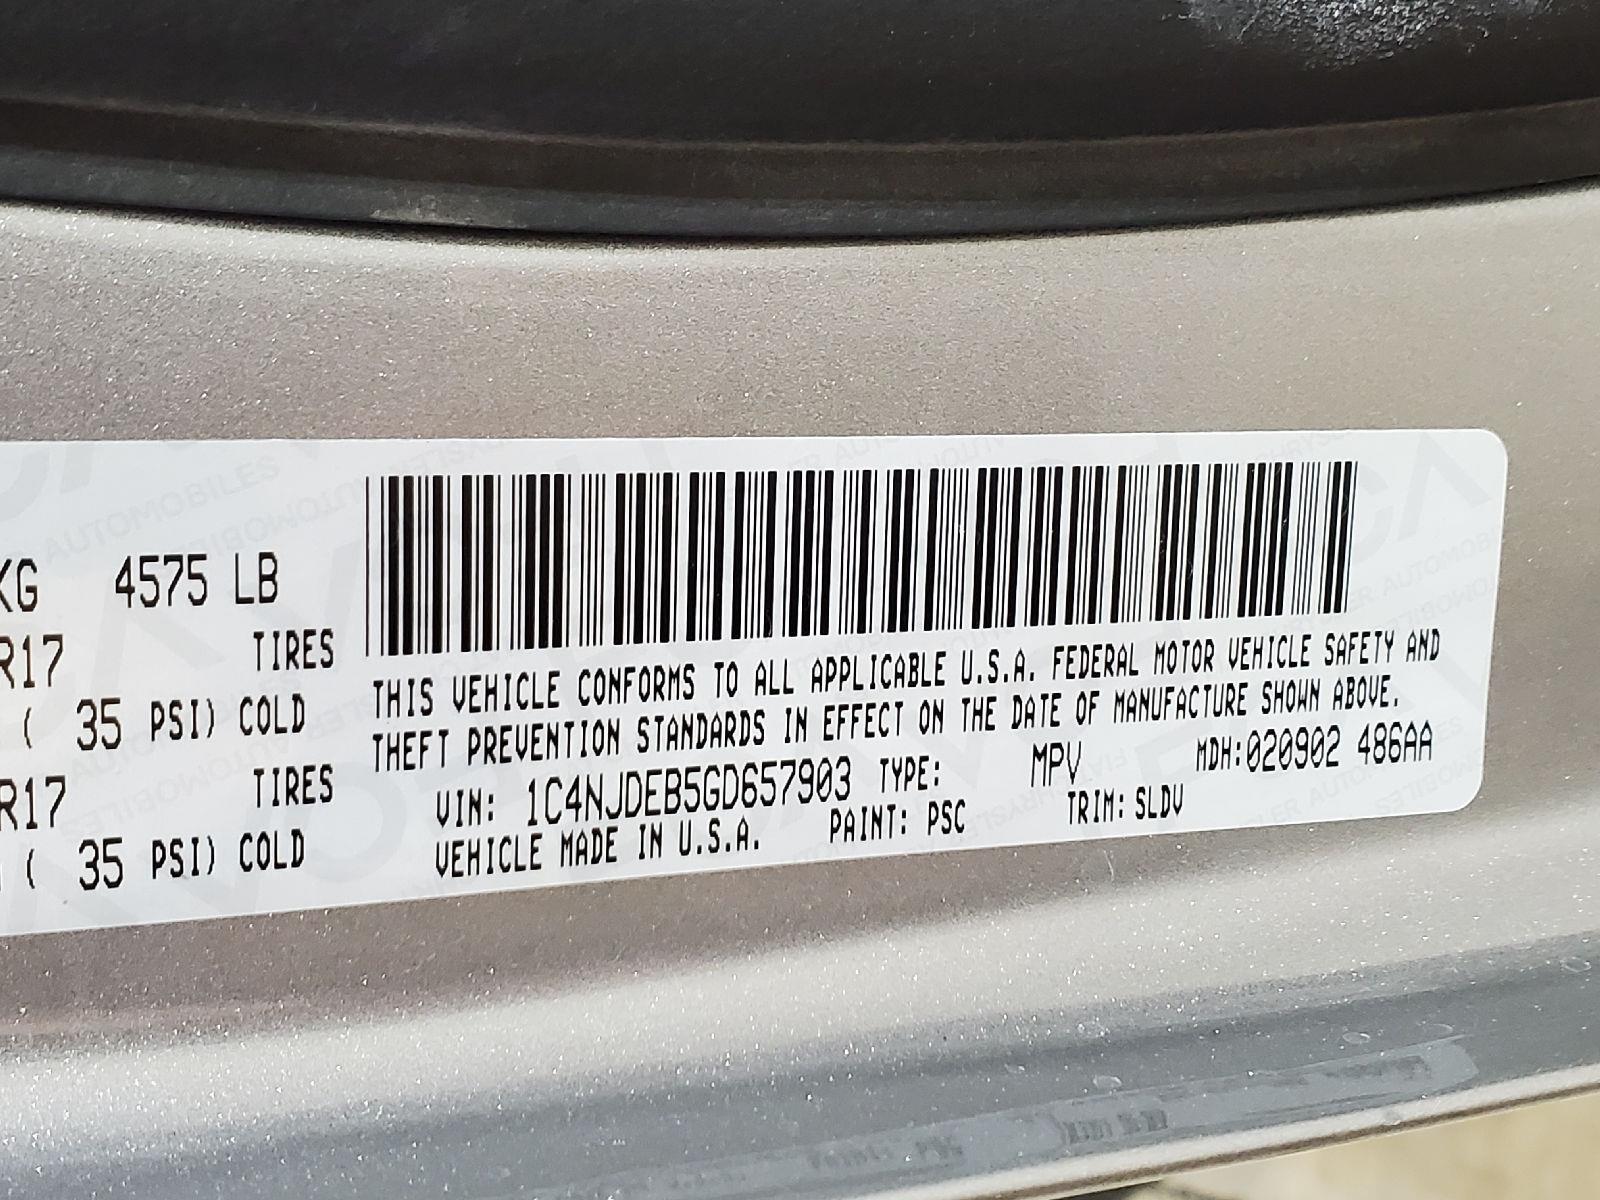 KG 4575 LB
R17 TIRES
( 35 PSI) COLD
R17 TIRES
( 35 PSI) COLD
THIS VEHICLE CONFORMS TO ALL APPLICABLE U.S.A. FEDERAL MOTOR VEHICLE SAFETY AND
THEFT PREVENTION STANDARDS IN EFFECT ON THE DATE OF MANUFACTURE SHOWN ABOVE.
VIN: 1C4NJDEB5GD657903 TYPE: MPV MDH:020902 486AA
VEHICLE MADE IN U.S.A. PAINT: PSC TRIM: SLDV